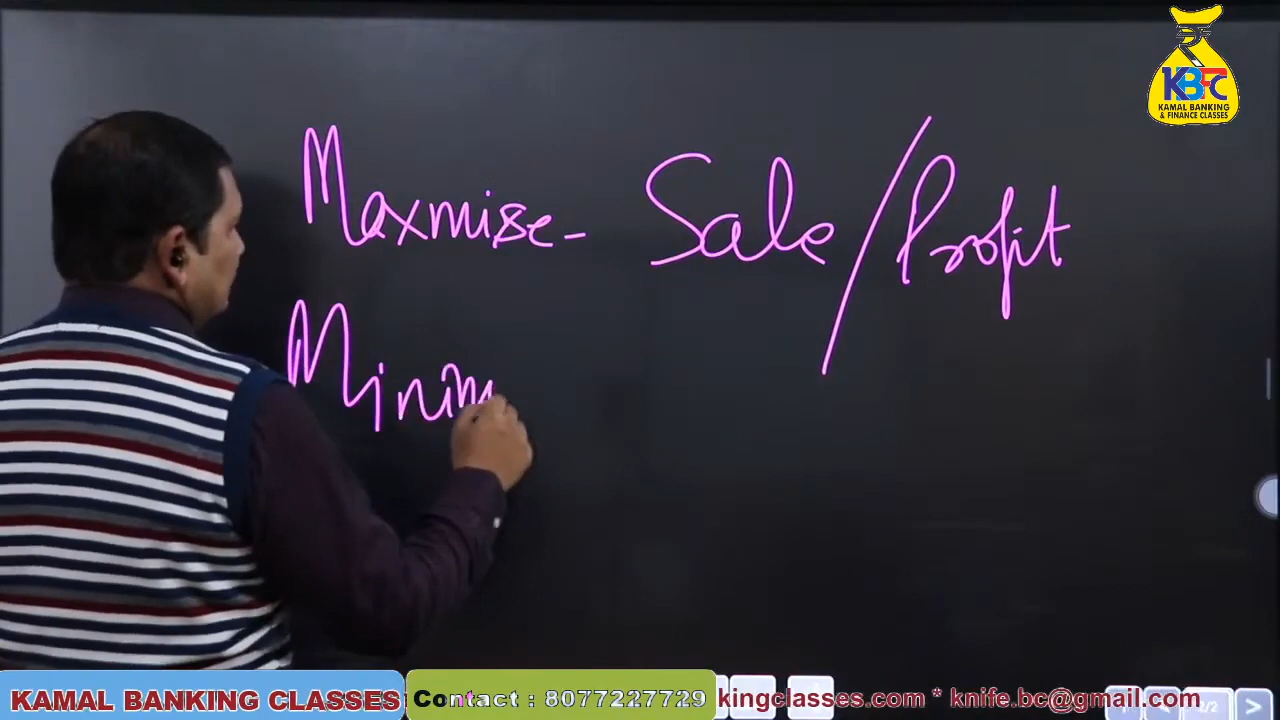 KBFC
KAMAL BANKING
& FINANCE CLASSES
Maxmise - Sale/Profit
Minim
KAMAL BANKING CLASSES Contact : 8077227729 kingclasses.com * knife.bc@gmail.com